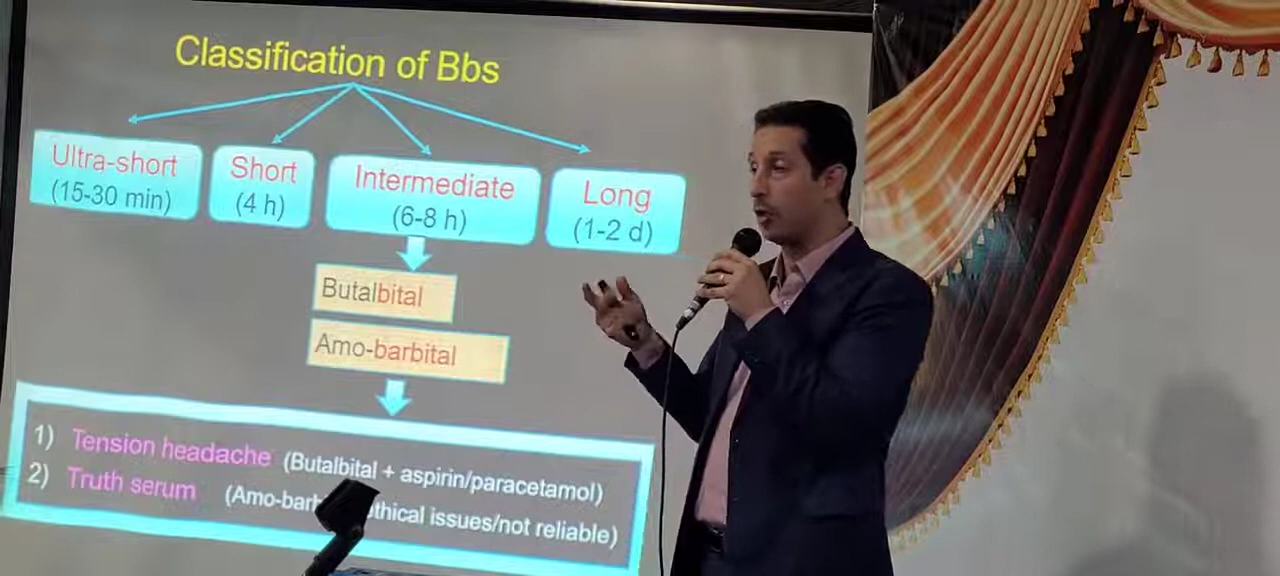 Classification of Bbs
Ultra-short
(15-30 min)
Short
(4 h)
Intermediate
(6-8 h)
Long
(1-2 d)
Butalbital
Amo-barbital
1) Tension headache (Butalbital + aspirin/paracetamol)
2) Truth serum (Amo-barb issues/not reliable)